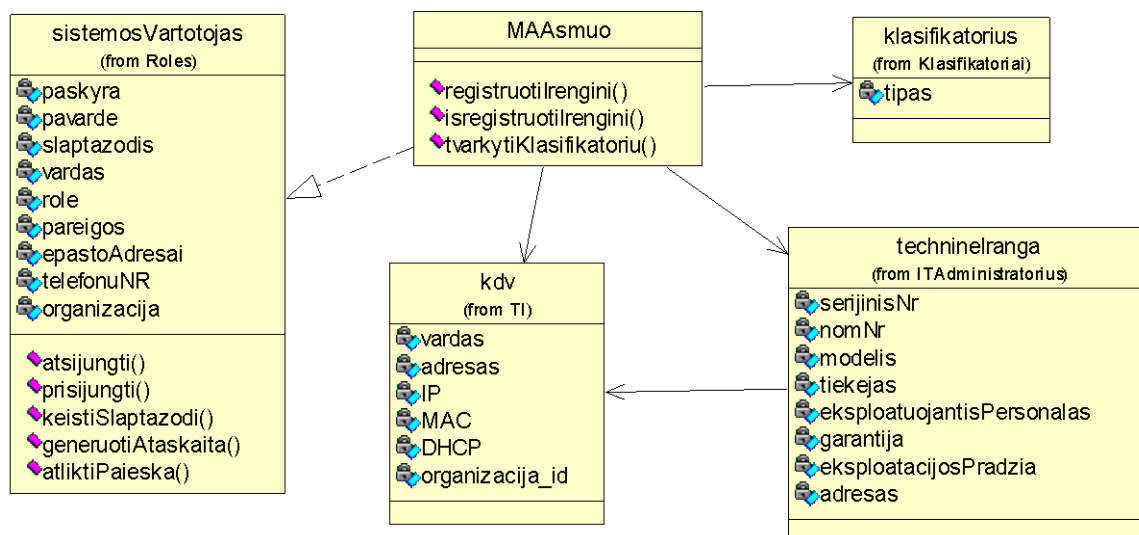 sistemosVartotojas
(from Roles)
paskyra
pavarde
slaptazodis
vardas
role
pareigos
epastoAdresai
telefonuNR
organizacija
atsijungti()
prisijungti()
keistiSlaptazodi()
generuotiAtaskaita()
atliktiPaieska()
MAAsmuo
registruotiIrengini()
isregistruotiIrengini()
tvarkytiKlasifikatoriu()
klasifikatorius
(from Klasifikatoriai)
tipas
kdv
(from TI)
vardas
adresas
IP
MAC
DHCP
organizacija_id
technineIranga
(from ITAdministratorius)
serijinisNr
nomNr
modelis
tiekejas
eksploatuojantisPersonalas
garantija
eksploatacijosPradzia
adresas